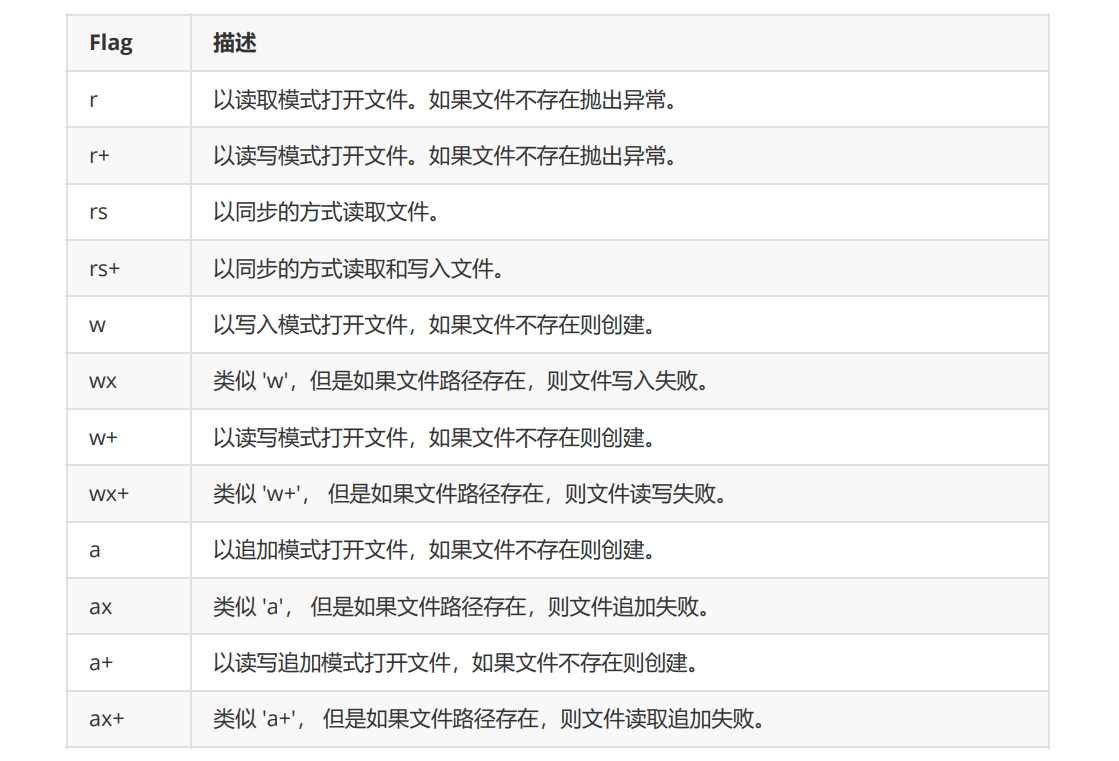 Flag 描述
r 以读取模式打开文件。如果文件不存在抛出异常。
r+ 以读写模式打开文件。如果文件不存在抛出异常。
rs 以同步的方式读取文件。
rs+ 以同步的方式读取和写入文件。
w 以写入模式打开文件，如果文件不存在则创建。
wx 类似 'w'，但是如果文件路径存在，则文件写入失败。
w+ 以读写模式打开文件，如果文件不存在则创建。
wx+ 类似 'w+'， 但是如果文件路径存在，则文件读写失败。
a 以追加模式打开文件，如果文件不存在则创建。
ax 类似 'a'， 但是如果文件路径存在，则文件追加失败。
a+ 以读写追加模式打开文件，如果文件不存在则创建。
ax+ 类似 'a+'， 但是如果文件路径存在，则文件读取追加失败。